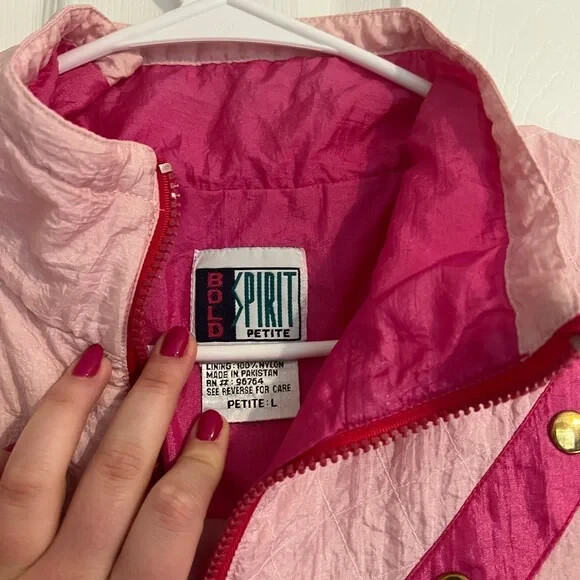 BOLD
SPIRIT
PETITE
LINING: 100% NYLON
MADE IN PAKISTAN
RN #: 96764
SEE REVERSE FOR CARE
PETITE: L